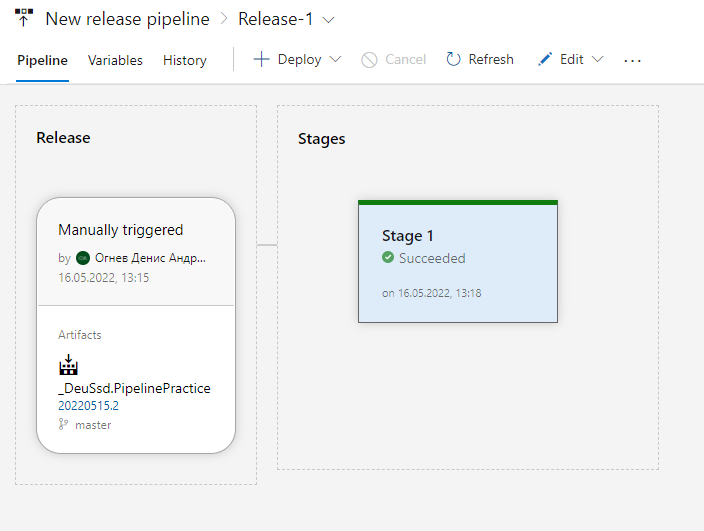 New release pipeline > Release-1
Pipeline Variables History Deploy Cancel Refresh Edit ...
Release
Manually triggered
by Огнев Денис Андр...
16.05.2022, 13:15
Artifacts
_DeuSsd.PipelinePractice
20220515.2
master
Stages
Stage 1
Succeeded
on 16.05.2022, 13:18